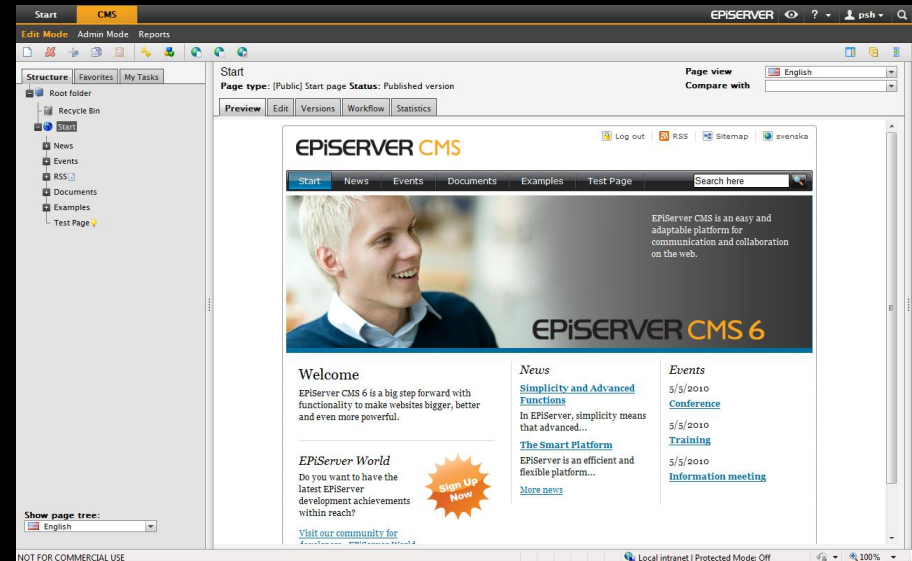 Start CMS EPiSERVER ? psh
Edit Mode Admin Mode Reports
Structure Favorites My Tasks
Root folder
Recycle Bin
Start
News
Events
RSS
Documents
Examples
Test Page
Show page tree:
English
Start
Page type: [Public] Start page Status: Published version
Page view English
Compare with
Preview Edit Versions Workflow Statistics
EPiSERVER CMS
Log out RSS Sitemap svenska
Start News Events Documents Examples Test Page Search here
EPiServer CMS is an easy and
adaptable platform for
communication and collaboration
on the web.
EPiSERVER CMS 6
Welcome
EPiServer CMS 6 is a big step forward with
functionality to make websites bigger, better
and even more powerful.
EPiServer World
Do you want to have the
latest EPiServer
development achievements
within reach?
Sign Up
Now
Visit our community for
developers - EPiServer World
News
Simplicity and Advanced
Functions
In EPiServer, simplicity means
that advanced...
The Smart Platform
EPiServer is an efficient and
flexible platform...
More news
Events
5/5/2010
Conference
5/5/2010
Training
5/5/2010
Information meeting
NOT FOR COMMERCIAL USE Local intranet | Protected Mode: Off 100%